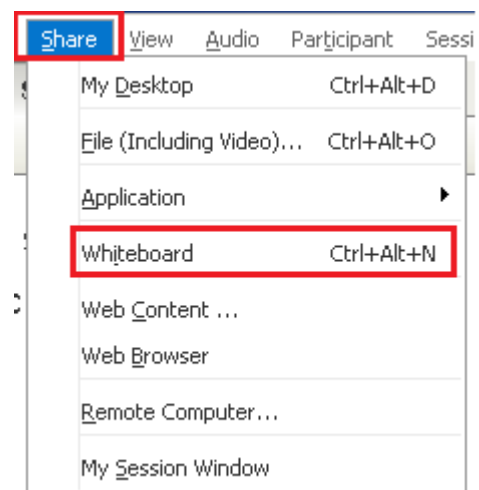 Share View Audio Participant Sessi
My Desktop Ctrl+Alt+D
File (Including Video)... Ctrl+Alt+O
Application
Whiteboard Ctrl+Alt+N
Web Content ...
Web Browser
Remote Computer...
My Session Window